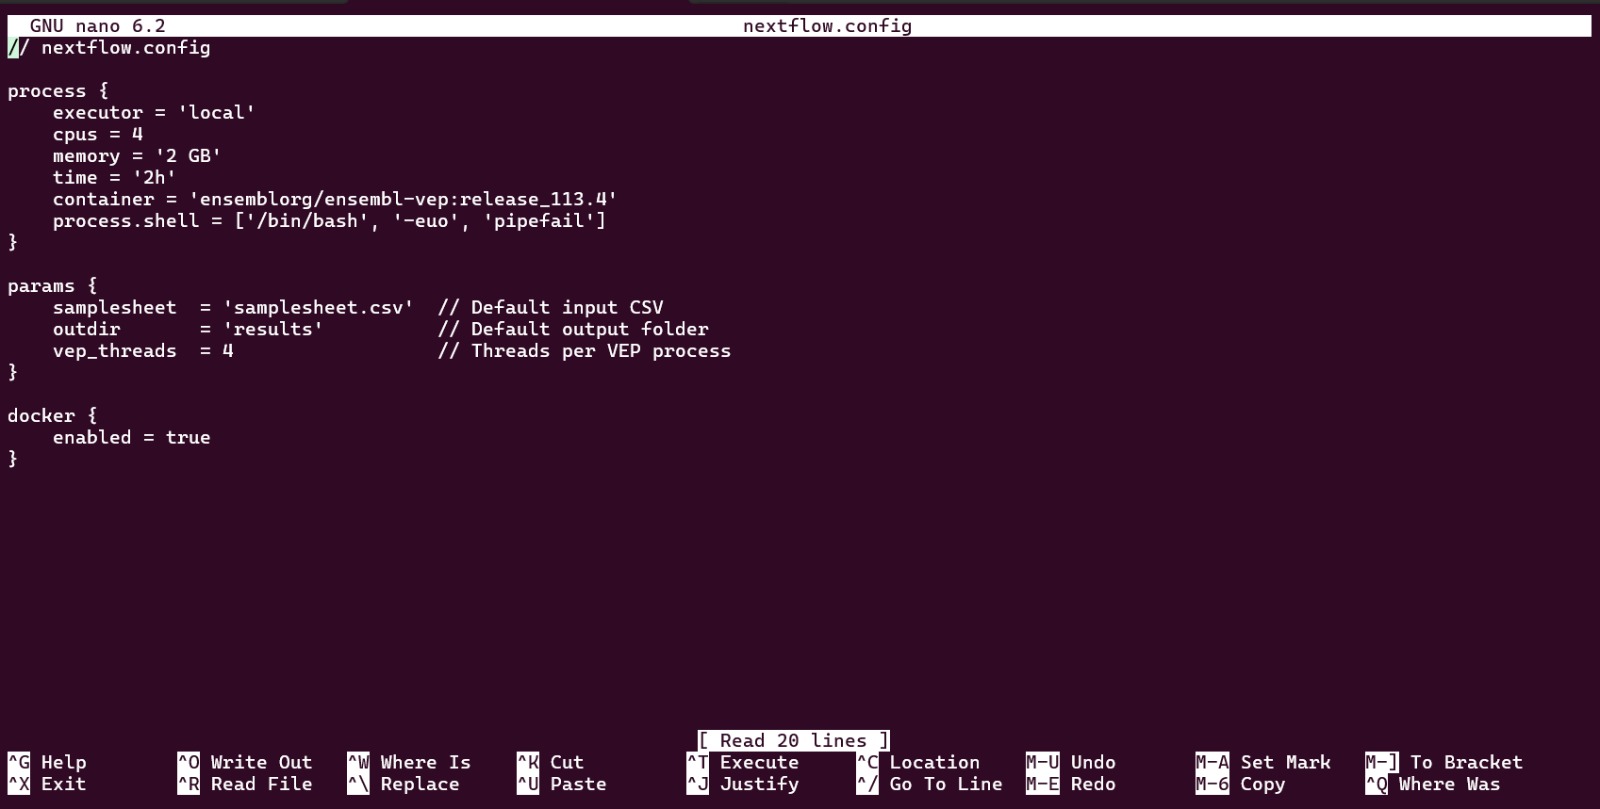 GNU nano 6.2 nextflow.config
// nextflow.config
process {
    executor = 'local'
    cpus = 4
    memory = '2 GB'
    time = '2h'
    container = 'ensemblorg/ensembl-vep:release_113.4'
    process.shell = ['/bin/bash', '-euo', 'pipefail']
}
params {
    samplesheet  = 'samplesheet.csv'  // Default input CSV
    outdir       = 'results'          // Default output folder
    vep_threads  = 4                  // Threads per VEP process
}
docker {
    enabled = true
}
[ Read 20 lines ]
^G Help ^O Write Out ^W Where Is ^K Cut ^T Execute ^C Location M-U Undo M-A Set Mark M-] To Bracket
^X Exit ^R Read File ^\ Replace ^U Paste ^J Justify ^/ Go To Line M-E Redo M-6 Copy ^Q Where Was